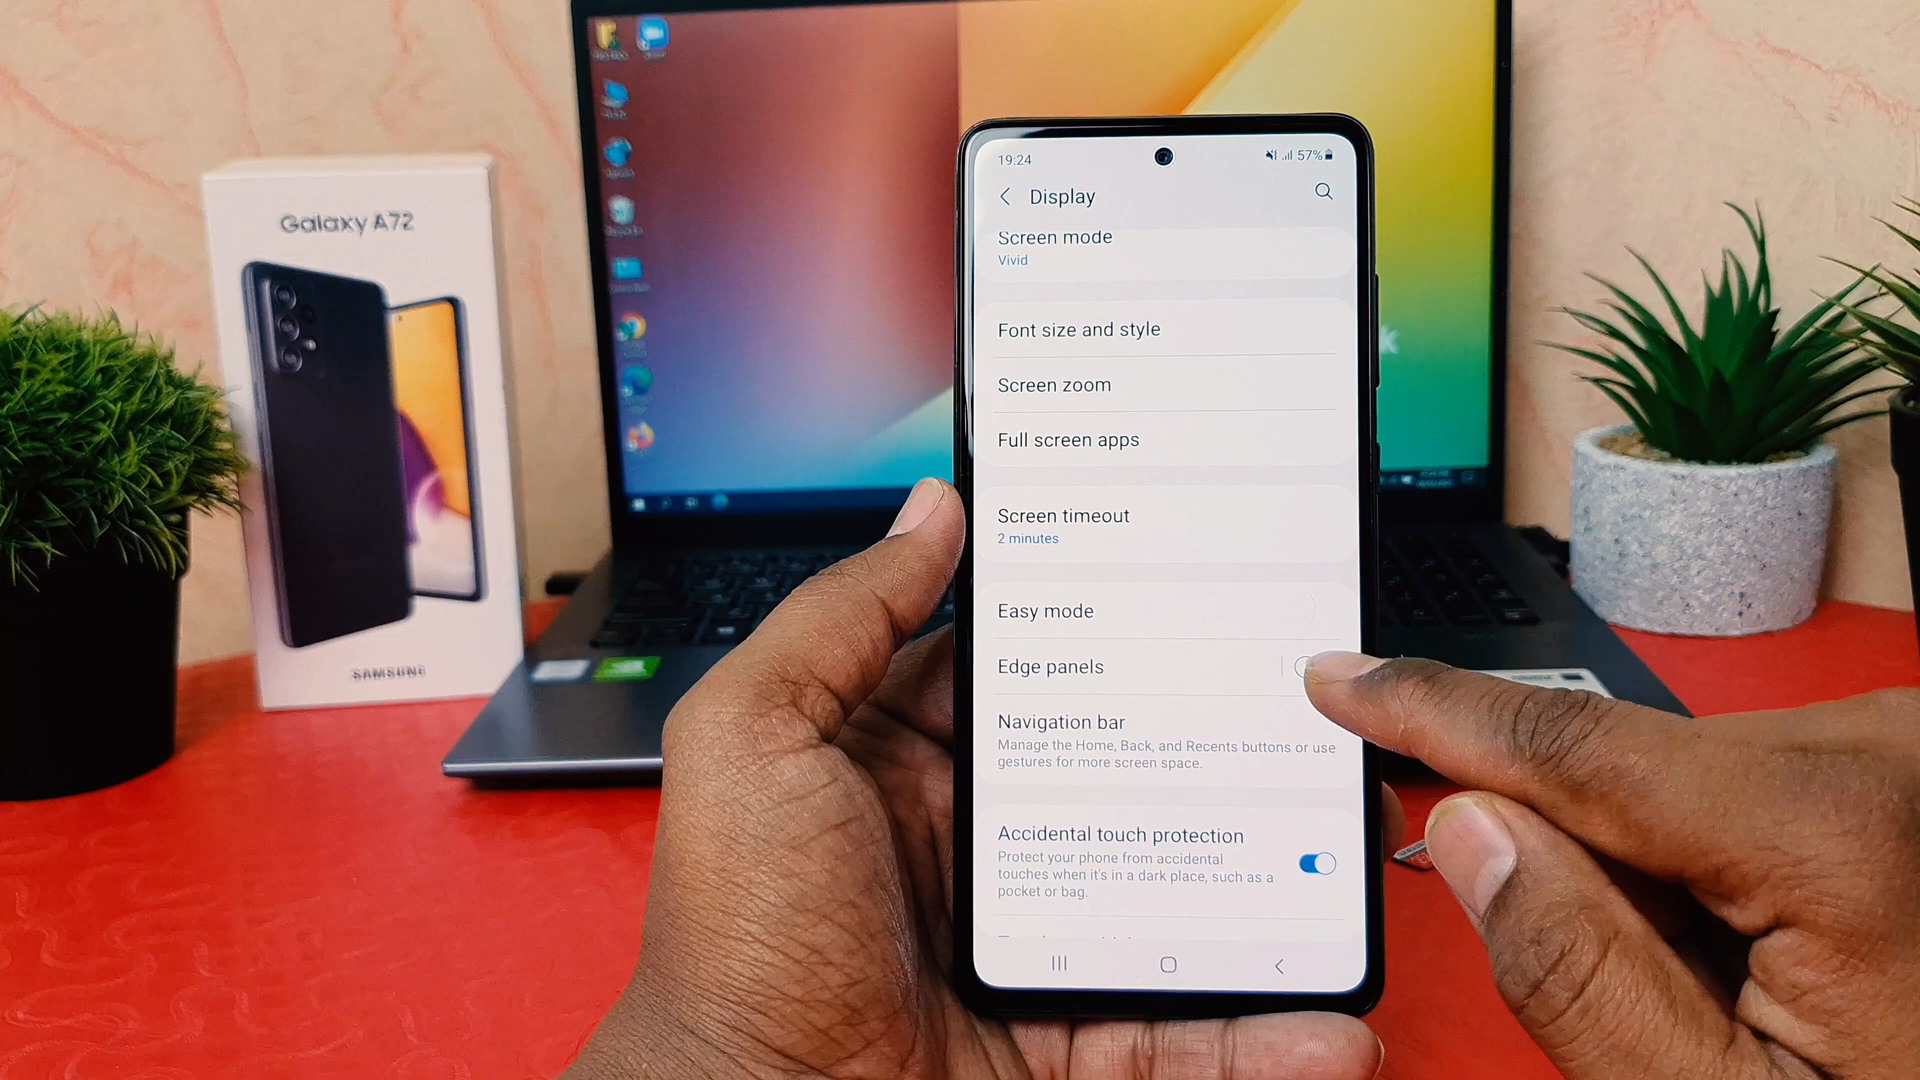 Galaxy A72
SAMSUNG
19:24
57%
Display
Screen mode
Vivid
Font size and style
Screen zoom
Full screen apps
Screen timeout
2 minutes
Easy mode
Edge panels
Navigation bar
Manage the Home, Back, and Recents buttons or use
gestures for more screen space.
Accidental touch protection
Protect your phone from accidental
touches when it's in a dark place, such as a
pocket or bag.